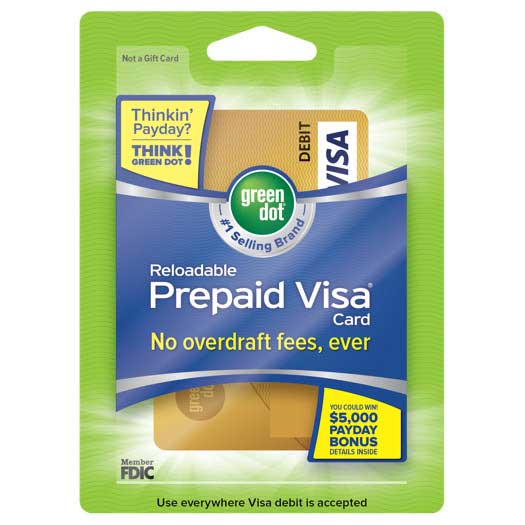 Not a Gift Card
Thinkin'
Payday?
THINK!
GREEN DOT
DEBIT
VISA
green
dot
#1 Selling Brand
Reloadable
Prepaid Visa®
Card
No overdraft fees, ever
green
dot
YOU COULD WIN!
$5,000
PAYDAY
BONUS
DETAILS INSIDE
Member
FDIC
Use everywhere Visa debit is accepted